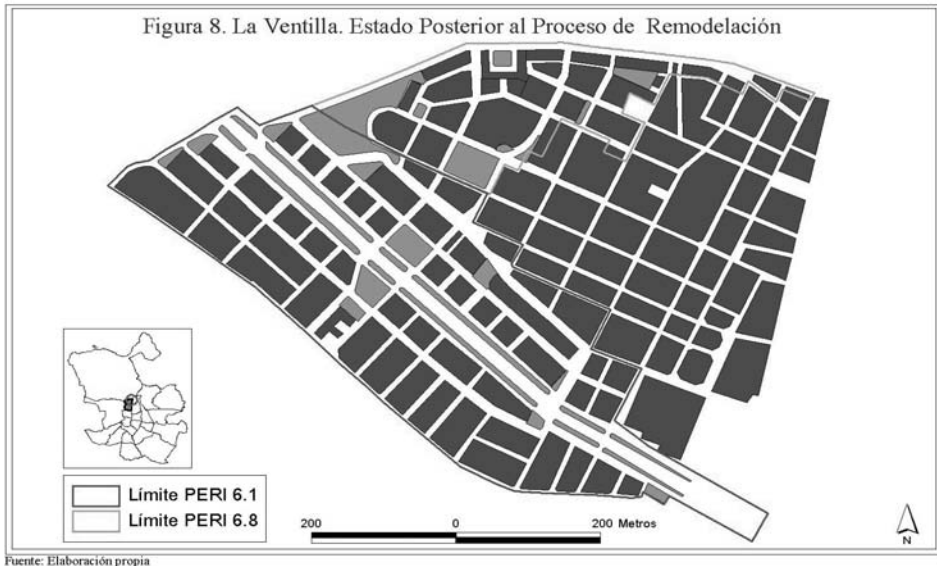 Figura 8. La Ventilla. Estado Posterior al Proceso de Remodelación
Límite PERI 6.1
Límite PERI 6.8
200 0 200 Metros
N
Fuente: Elaboración propia